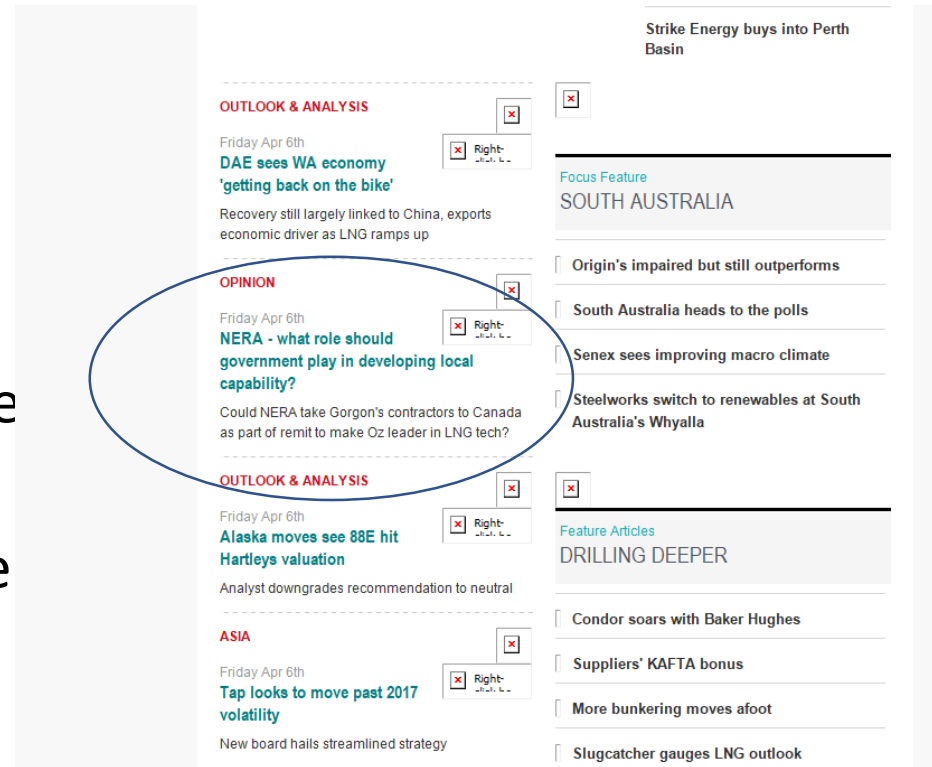 Strike Energy buys into Perth
Basin
OUTLOOK & ANALYSIS
Friday Apr 6th
Right-
DAE sees WA economy
'getting back on the bike'
Recovery still largely linked to China, exports
economic driver as LNG ramps up
OPINION
Friday Apr 6th
Right-
NERA - what role should
government play in developing local
capability?
Could NERA take Gorgon's contractors to Canada
as part of remit to make Oz leader in LNG tech?
OUTLOOK & ANALYSIS
Friday Apr 6th
Right-
Alaska moves see 88E hit
Hartleys valuation
Analyst downgrades recommendation to neutral
ASIA
Friday Apr 6th
Right-
Tap looks to move past 2017
volatility
New board hails streamlined strategy
Focus Feature
SOUTH AUSTRALIA
Origin's impaired but still outperforms
South Australia heads to the polls
Senex sees improving macro climate
Steelworks switch to renewables at South
Australia's Whyalla
Feature Articles
DRILLING DEEPER
Condor soars with Baker Hughes
Suppliers' KAFTA bonus
More bunkering moves afoot
Slugcatcher gauges LNG outlook
e
e